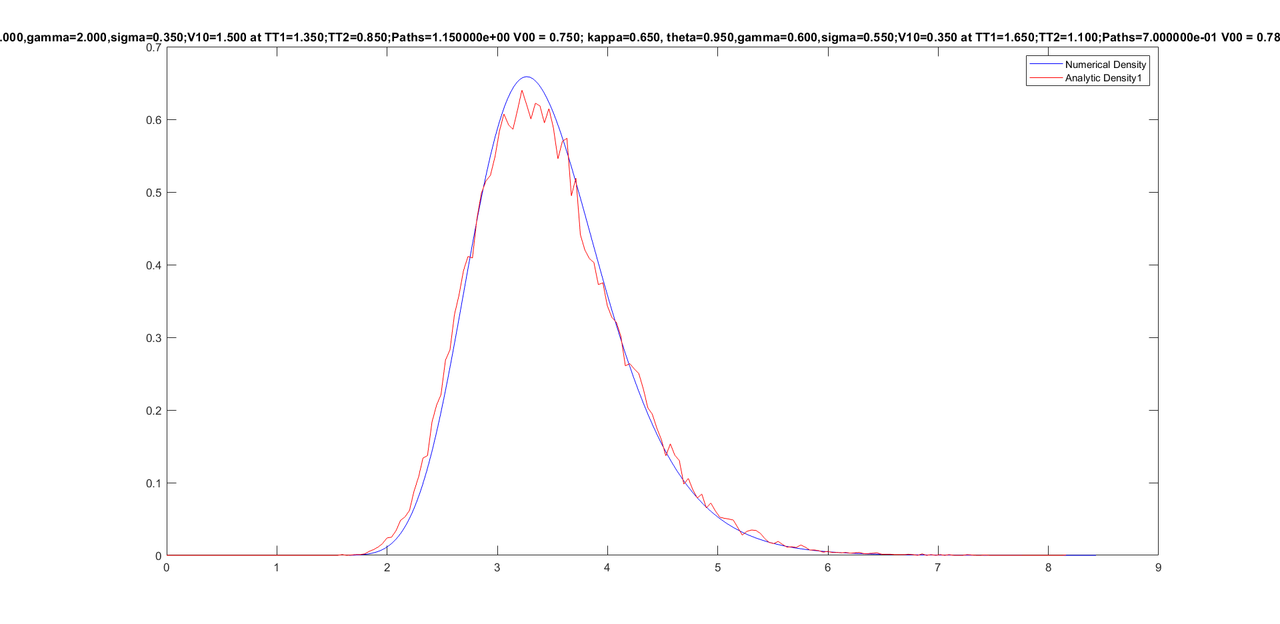 .000,gamma=2.000,sigma=0.350;V10=1.500 at TT1=1.350;TT2=0.850;Paths=1.150000e+00 V00 = 0.750; kappa=0.650, theta=0.950,gamma=0.600,sigma=0.550;V10=0.350 at TT1=1.650;TT2=1.100;Paths=7.000000e-01 V00 = 0.78
Numerical Density
Analytic Density1
0.7
0.6
0.5
0.4
0.3
0.2
0.1
0
0 1 2 3 4 5 6 7 8 9